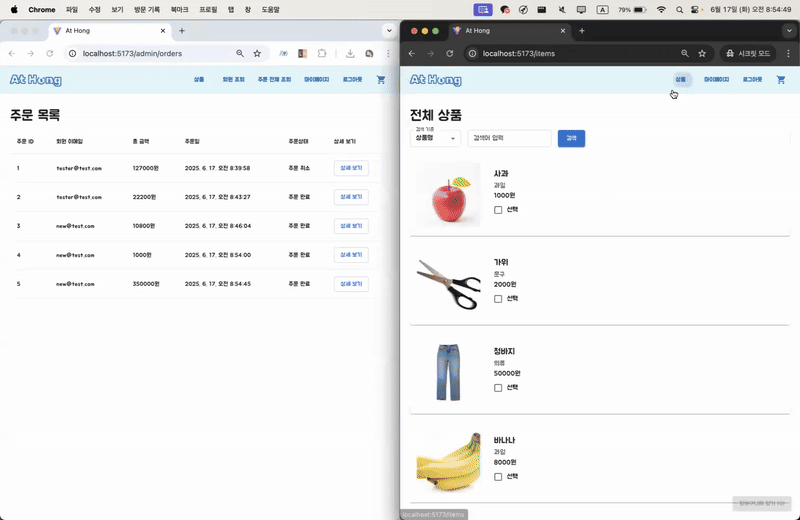 Chrome 파일 수정 보기 방문 기록 북마크 프로필 탭 창 도움말
A 79% 6월 17일 (화) 오전 8:54:49
At Hong
localhost:5173/admin/orders
At Hong
상품 회원 조회 주문 전체 조회 마이페이지 로그아웃
주문 목록
주문 ID 회원 이메일 총 금액 주문일 주문상태 상세 보기
1 tester@test.com 127000원 2025. 6. 17. 오전 8:39:58 주문 취소 상세 보기
2 tester@test.com 22200원 2025. 6. 17. 오전 8:43:27 주문 완료 상세 보기
3 new@test.com 10800원 2025. 6. 17. 오전 8:46:04 주문 완료 상세 보기
4 new@test.com 1000원 2025. 6. 17. 오전 8:54:00 주문 완료 상세 보기
5 new@test.com 350000원 2025. 6. 17. 오전 8:54:45 주문 완료 상세 보기
At Hong
localhost:5173/items
시크릿 모드
At Hong
상품 마이페이지 로그아웃
전체 상품
검색 기준
상품명
검색어 입력
검색
사과
과일
1000원
선택
가위
문구
2000원
선택
청바지
의류
50000원
선택
바나나
과일
8000원
선택
localhost:5173/items